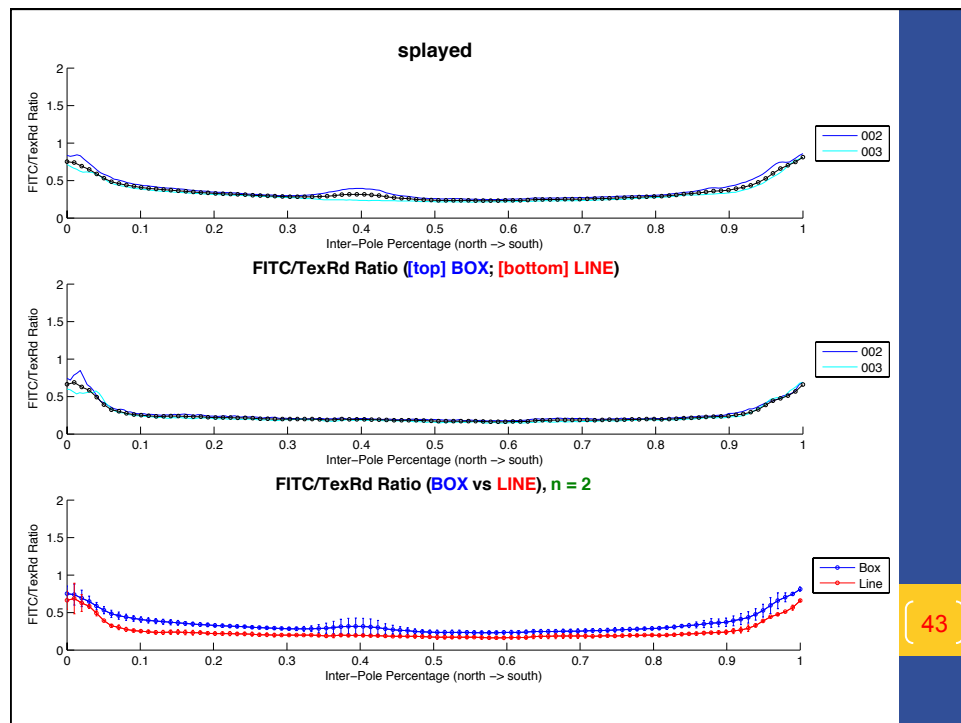 splayed
2
1.5
1
0.5
0
FITC/TexRd Ratio
002
003
0 0.1 0.2 0.3 0.4 0.5 0.6 0.7 0.8 0.9 1
Inter-Pole Percentage (north -> south)
FITC/TexRd Ratio ([top] BOX; [bottom] LINE)
2
1.5
1
0.5
0
FITC/TexRd Ratio
002
003
0 0.1 0.2 0.3 0.4 0.5 0.6 0.7 0.8 0.9 1
Inter-Pole Percentage (north -> south)
FITC/TexRd Ratio (BOX vs LINE), n = 2
2
1.5
1
0.5
0
FITC/TexRd Ratio
Box
Line
0 0.1 0.2 0.3 0.4 0.5 0.6 0.7 0.8 0.9 1
Inter-Pole Percentage (north -> south)
43